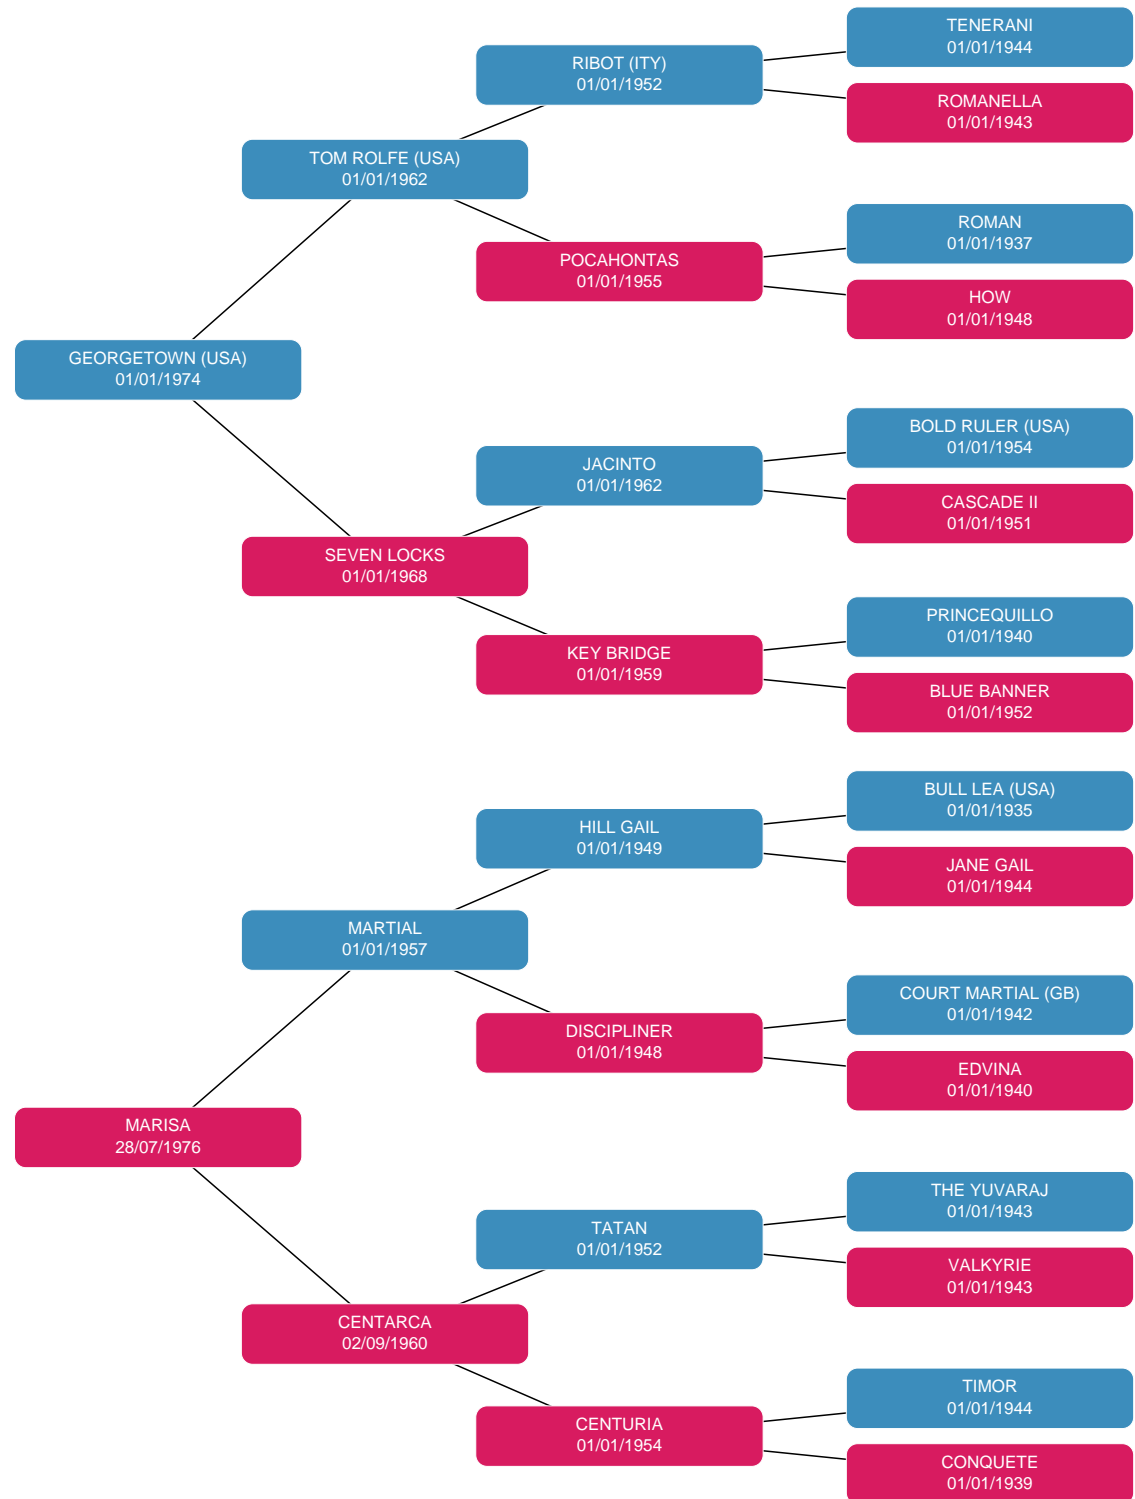 TENERANI
01/01/1944
RIBOT (ITY)
01/01/1952
ROMANELLA
01/01/1943
TOM ROLFE (USA)
01/01/1962
ROMAN
01/01/1937
POCAHONTAS
01/01/1955
HOW
01/01/1948
GEORGETOWN (USA)
01/01/1974
BOLD RULER (USA)
01/01/1954
JACINTO
01/01/1962
CASCADE II
01/01/1951
SEVEN LOCKS
01/01/1968
PRINCEQUILLO
01/01/1940
KEY BRIDGE
01/01/1959
BLUE BANNER
01/01/1952
BULL LEA (USA)
01/01/1935
HILL GAIL
01/01/1949
JANE GAIL
01/01/1944
MARTIAL
01/01/1957
COURT MARTIAL (GB)
01/01/1942
DISCIPLINER
01/01/1948
EDVINA
01/01/1940
MARISA
28/07/1976
THE YUVARAJ
01/01/1943
TATAN
01/01/1952
VALKYRIE
01/01/1943
CENTARCA
02/09/1960
TIMOR
01/01/1944
CENTURIA
01/01/1954
CONQUETE
01/01/1939